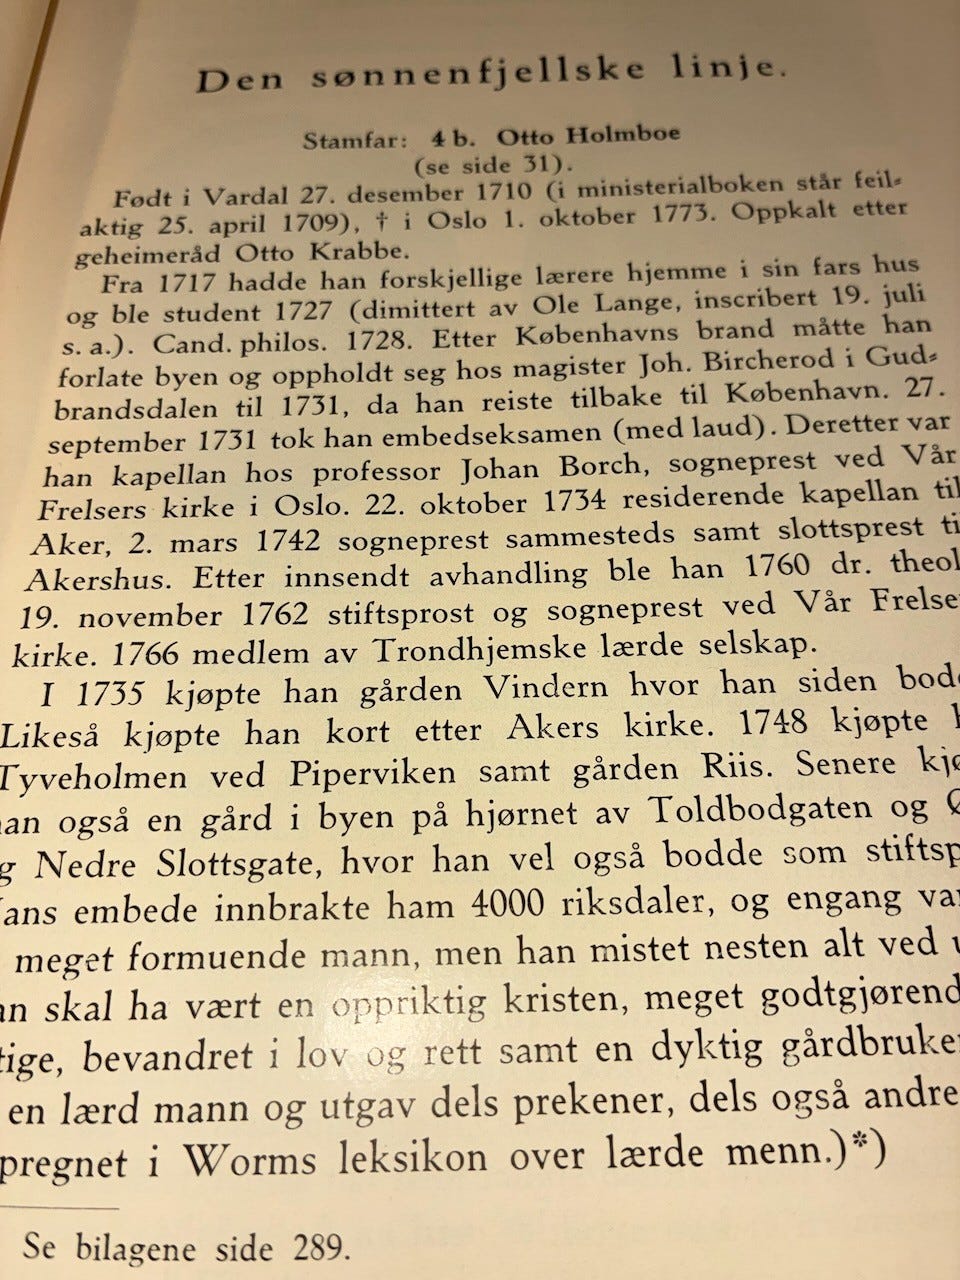 Den sønnenfjellske linje.
Stamfar: 4 b. Otto Holmboe
(se side 31).
Født i Vardal 27. desember 1710 (i ministerialboken står feil-
aktig 25. april 1709), † i Oslo 1. oktober 1773. Oppkalt etter
geheimeråd Otto Krabbe.
Fra 1717 hadde han forskjellige lærere hjemme i sin fars hus
og ble student 1727 (dimittert av Ole Lange, inscribert 19. juli
s. a.). Cand. philos. 1728. Etter Københavns brand måtte han
forlate byen og oppholdt seg hos magister Joh. Bircherod i Gud-
brandsdalen til 1731, da han reiste tilbake til København. 27.
september 1731 tok han embedseksamen (med laud). Deretter var
han kapellan hos professor Johan Borch, sogneprest ved Vår
Frelsers kirke i Oslo. 22. oktober 1734 residerende kapellan til
Aker, 2. mars 1742 sogneprest sammesteds samt slottsprest ti
Akershus. Etter innsendt avhandling ble han 1760 dr. theol
19. november 1762 stiftsprost og sogneprest ved Vår Frelse
kirke. 1766 medlem av Trondhjemske lærde selskap.
I 1735 kjøpte han gården Vindern hvor han siden bod
Likeså kjøpte han kort etter Akers kirke. 1748 kjøpte
Tyveholmen ved Piperviken samt gården Riis. Senere kjø
an også en gård i byen på hjørnet av Toldbodgaten og Ø
g Nedre Slottsgate, hvor han vel også bodde som stiftsp
ans embede innbrakte ham 4000 riksdaler, og engang va
meget formuende mann, men han mistet nesten alt ved
an skal ha vært en oppriktig kristen, meget godtgjørend
tige, bevandret i lov og rett samt en dyktig gårdbruke
en lærd mann og utgav dels prekener, dels også andre
pregnet i Worms leksikon over lærde menn.)*)
Se bilagene side 289.